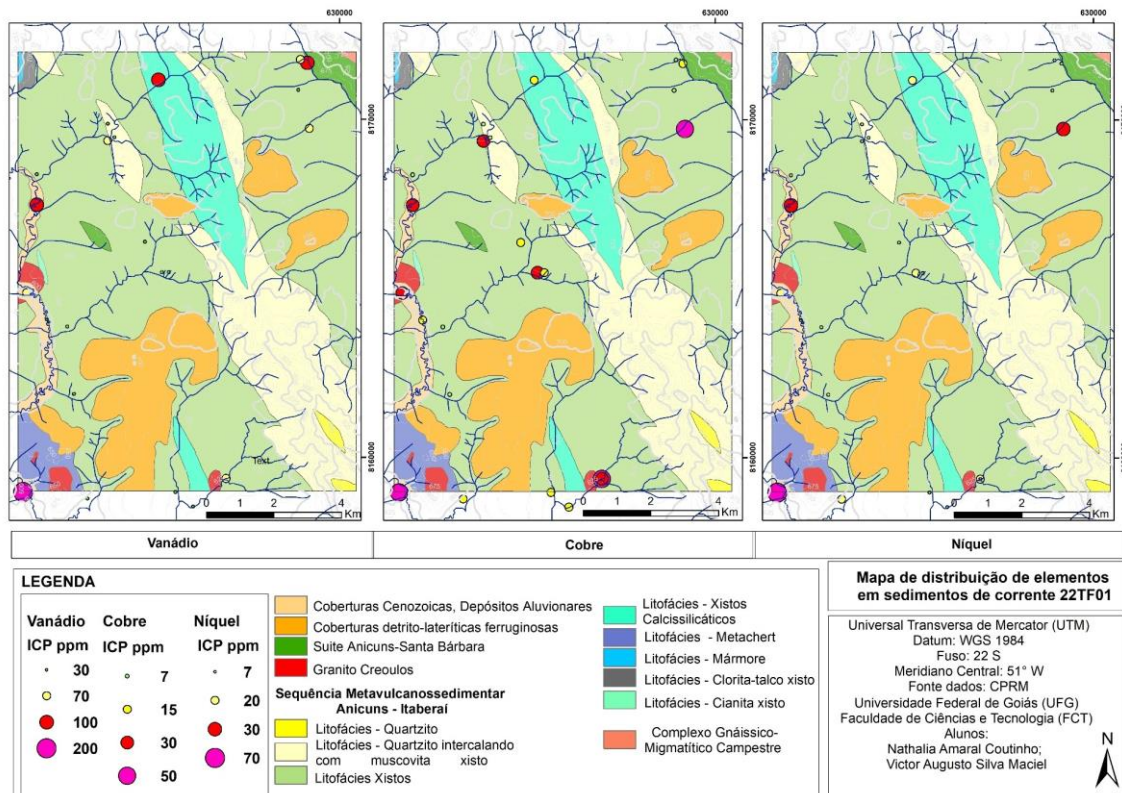 630000
630000
630000
8170000
8170000
8160000
8160000
Text
0 1 2 4
Km
0 1 2 4
Km
0 1 2 4
Km
Vanádio
Cobre
Níquel
LEGENDA
Vanádio
ICP ppm
30
70
100
200
Cobre
ICP ppm
7
15
30
50
Níquel
ICP ppm
7
20
30
70
Coberturas Cenozoicas, Depósitos Aluvionares
Coberturas detrito-lateríticas ferruginosas
Suite Anicuns-Santa Bárbara
Granito Creoulos
Sequência Metavulcanossedimentar
Anicuns - Itaberaí
Litofácies - Quartzito
Litofácies - Quartzito intercalando
com muscovita xisto
Litofácies Xistos
Litofácies - Xistos
Calcissilicáticos
Litofácies - Metachert
Litofácies - Mármore
Litofácies - Clorita-talco xisto
Litofácies - Cianita xisto
Complexo Gnáissico-
Migmatítico Campestre
Mapa de distribuição de elementos
em sedimentos de corrente 22TF01
Universal Transversa de Mercator (UTM)
Datum: WGS 1984
Fuso: 22 S
Meridiano Central: 51° W
Fonte dados: CPRM
Universidade Federal de Goiás (UFG)
Faculdade de Ciências e Tecnologia (FCT)
Alunos:
Nathalia Amaral Coutinho;
Victor Augusto Silva Maciel
N